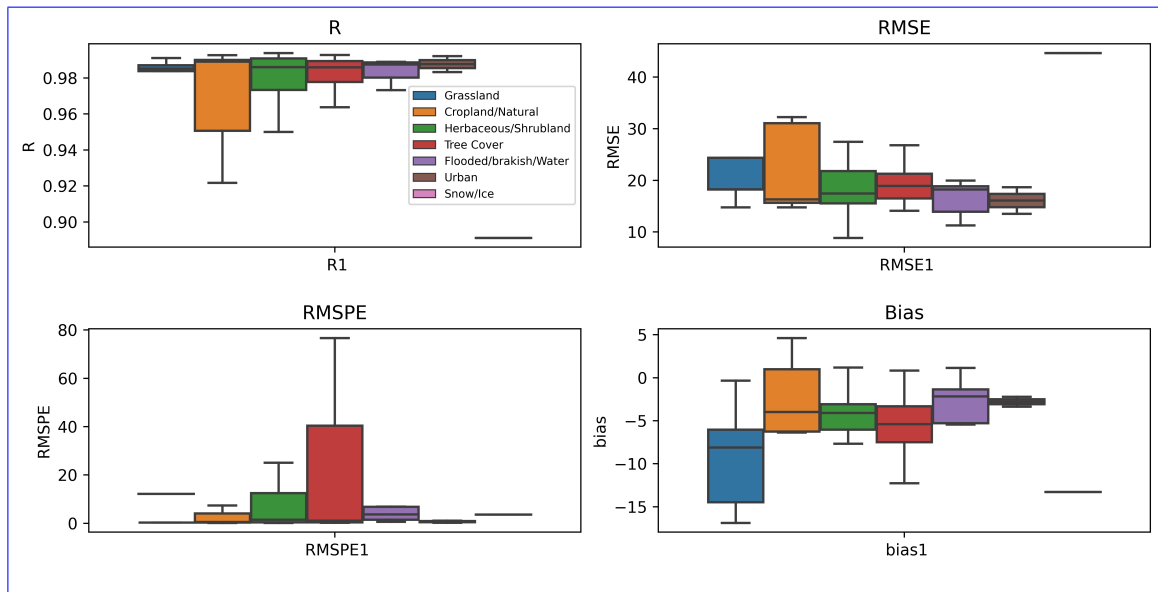 R
R
0.98
0.96
0.94
0.92
0.90
Grassland
Cropland/Natural
Herbaceous/Shrubland
Tree Cover
Flooded/brakish/Water
Urban
Snow/Ice
R1
RMSE
RMSE
40
30
20
10
RMSE1
RMSPE
RMSPE
80
60
40
20
0
RMSPE1
Bias
bias
5
0
−5
−10
−15
bias1